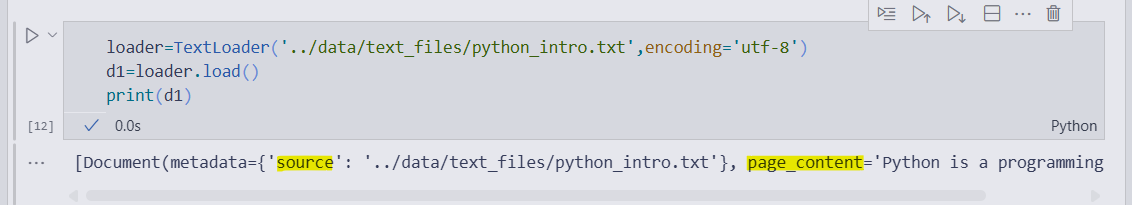 loader=TextLoader('../data/text_files/python_intro.txt',encoding='utf-8')
d1=loader.load()
print(d1)
[12]
0.0s
Python
[Document(metadata={'source': '../data/text_files/python_intro.txt'}, page_content='Python is a programming